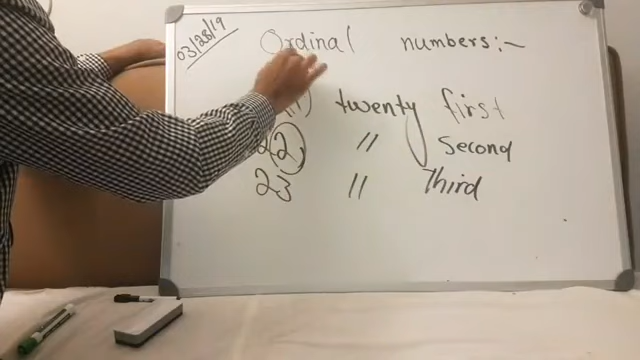 03/28/19
Ordinal numbers:-
twenty first
22 // Second
23 // Third